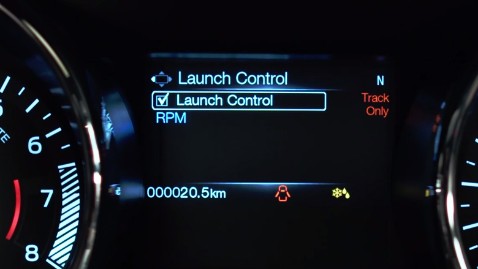 Launch Control N
Launch Control
Track
Only
RPM
6
7
8
000020.5km